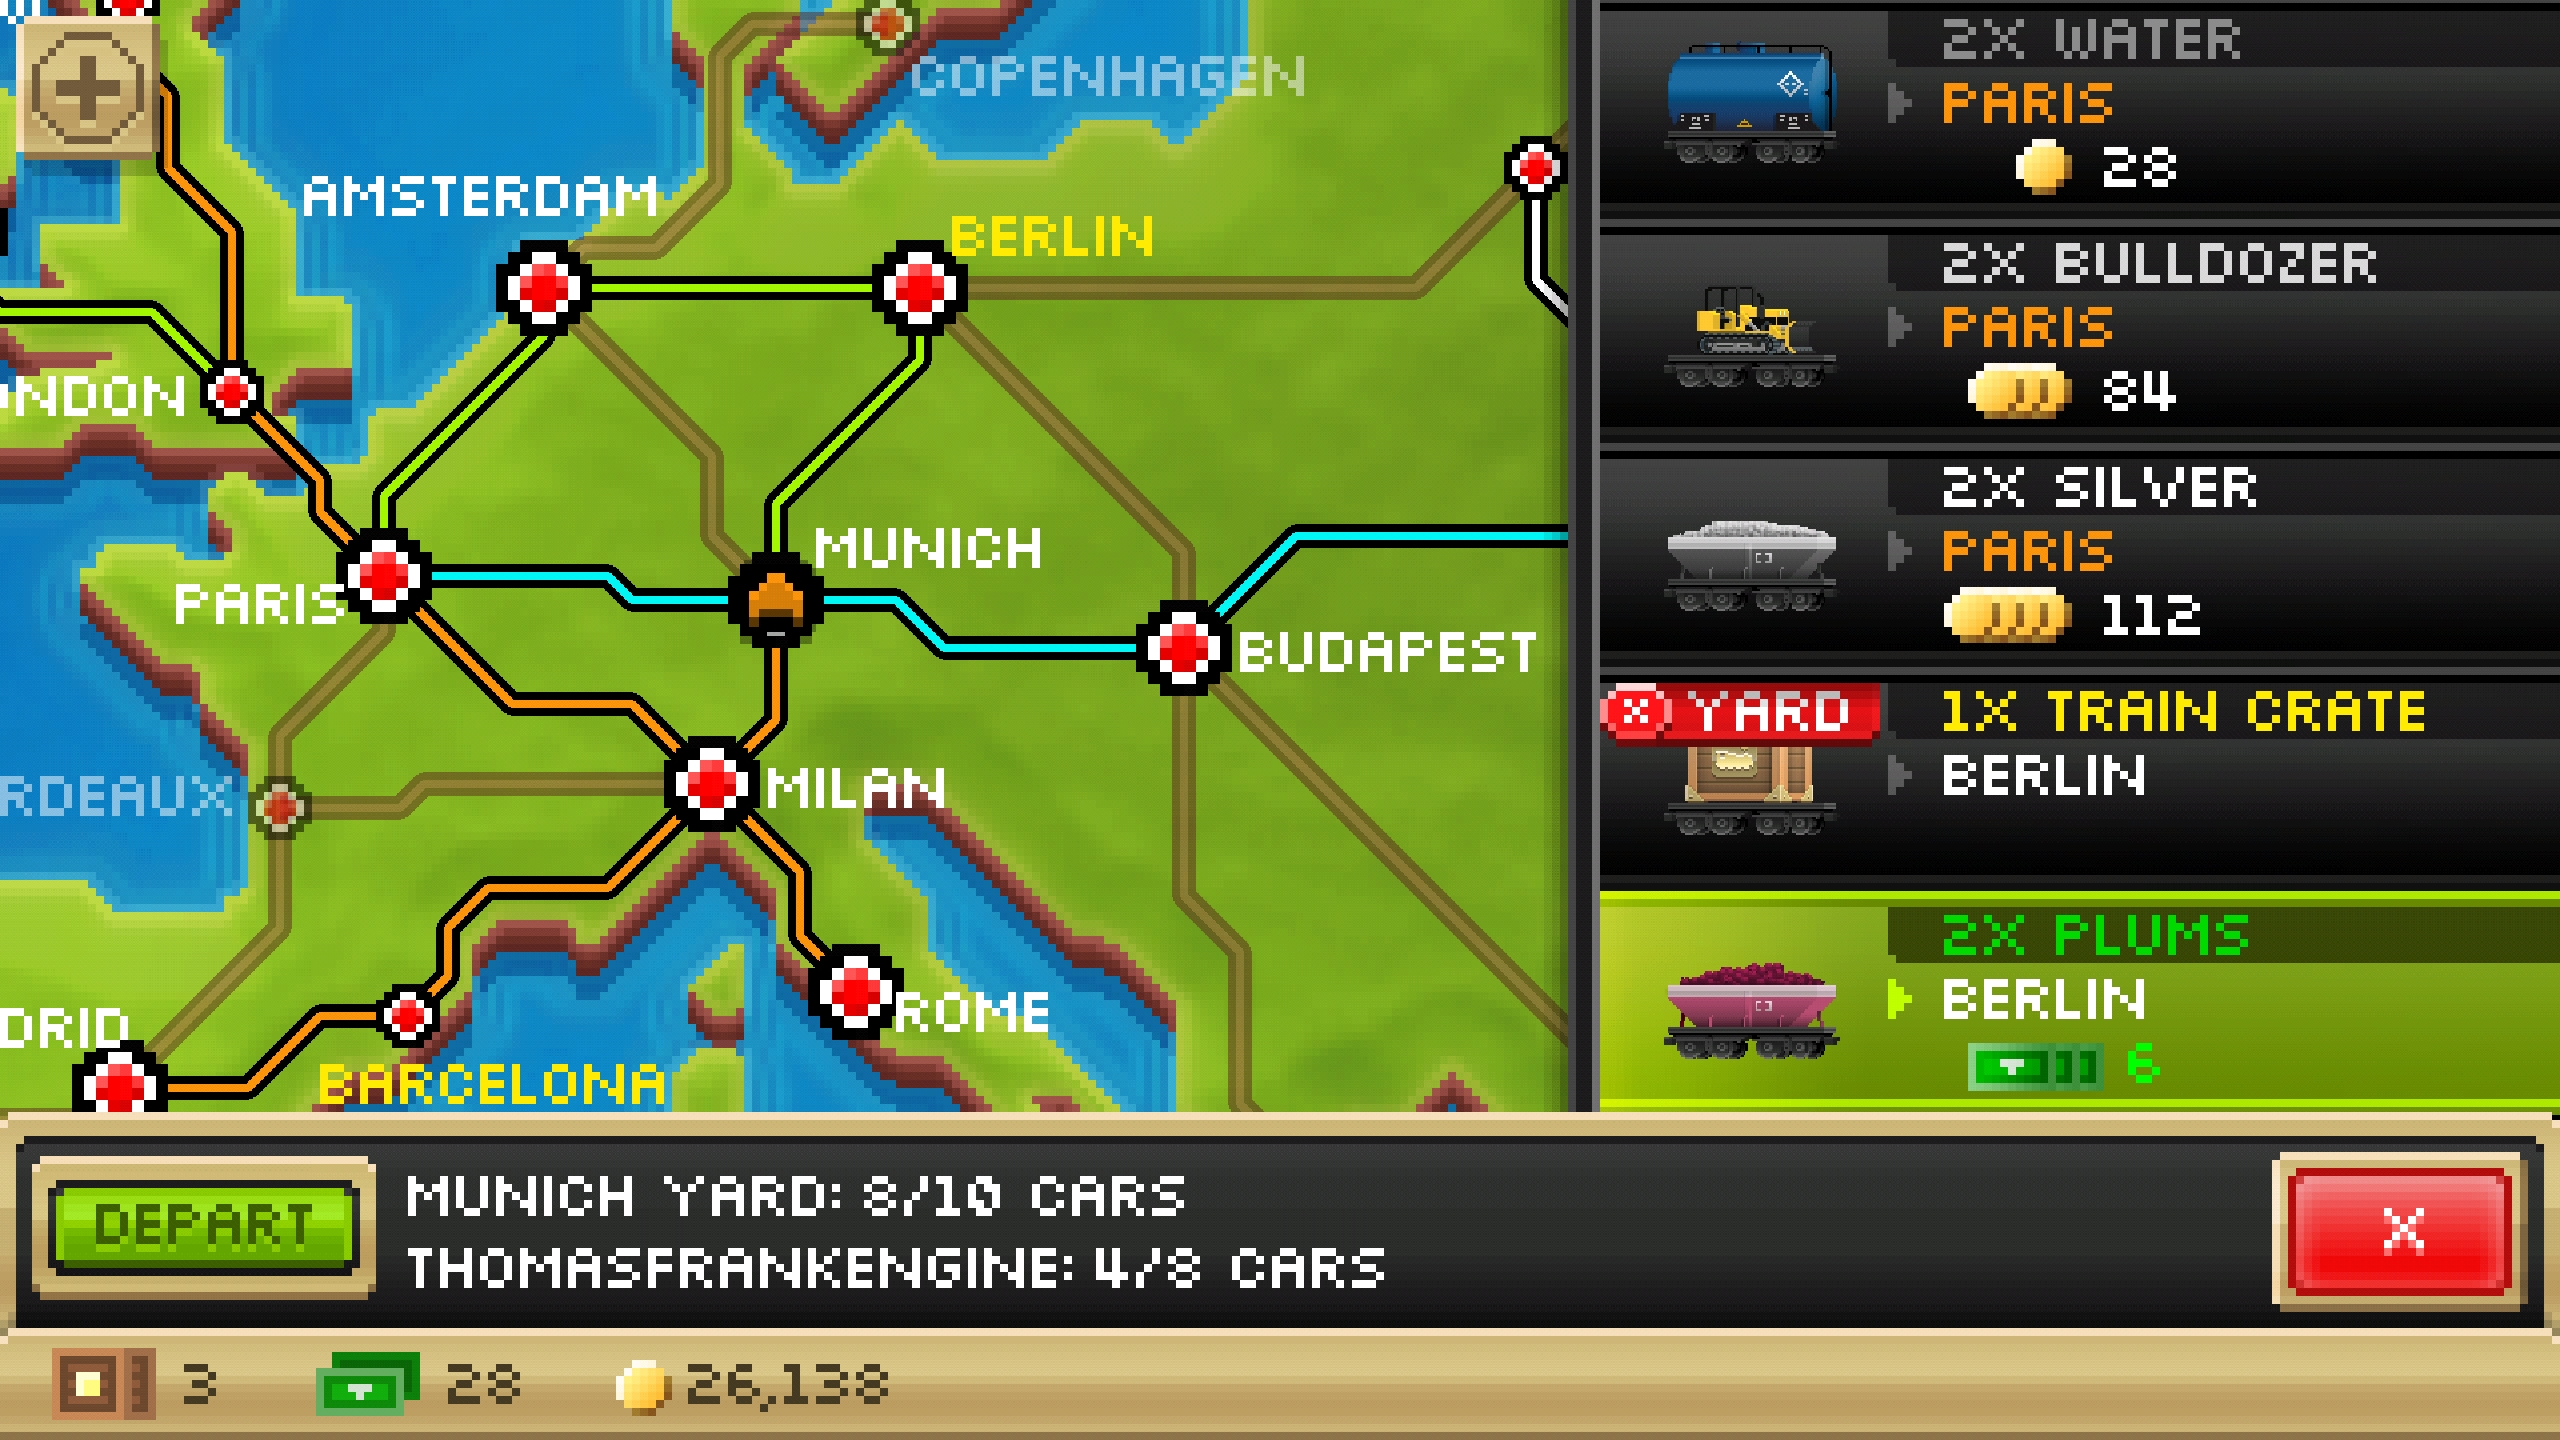 COPENHAGEN
AMSTERDAM
BERLIN
NDON
MUNICH
PARIS
BUDAPEST
MILAN
RDEAUX
ROME
DRID
BARCELONA
2X WATER
PARIS
28
2X BULLDOZER
PARIS
84
2X SILVER
PARIS
112
YARD
1X TRAIN CRATE
BERLIN
2X PLUMS
BERLIN
6
DEPART
MUNICH YARD: 8/10 CARS
THOMASFRANKENGINE: 4/8 CARS
X
3
28
26,138